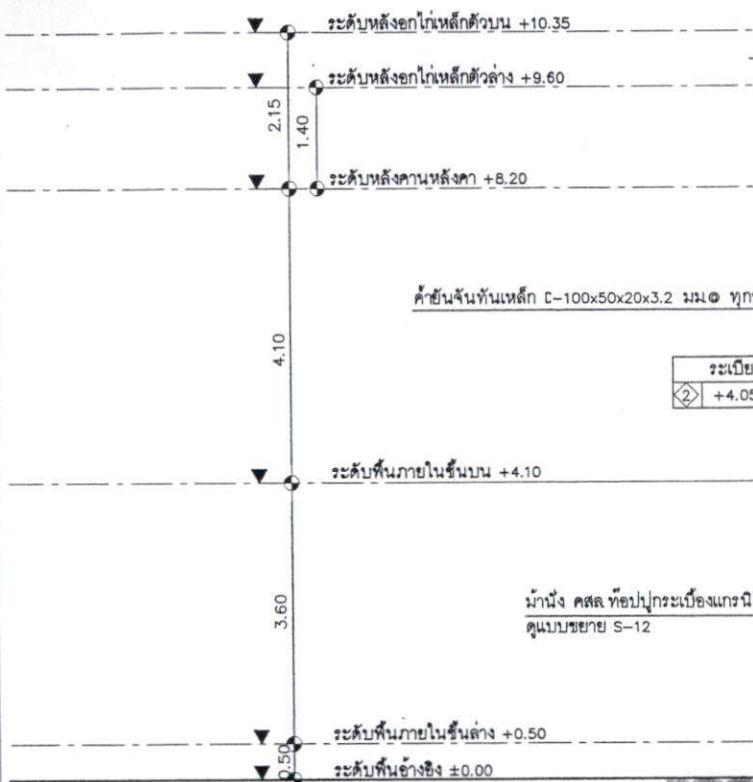 ระดับหลังอกไก่เหล็กตัวบน +10.35
ระดับหลังอกไก่เหล็กตัวล่าง +9.60
2.15
1.40
ระดับหลังคานหลังคา +8.20
ค้ำยันจันทันเหล็ก C-100x50x20x3.2 มม.@ ทุก
4.10
ระเบีย
2 +4.05
ระดับพื้นภายในชั้นบน +4.10
3.60
ม้านั่ง คสล.ท๊อปปูกระเบื้องแกรนิ
ดูแบบขยาย S-12
ระดับพื้นภายในชั้นล่าง +0.50
0.50
ระดับพื้นอ้างอิง ±0.00